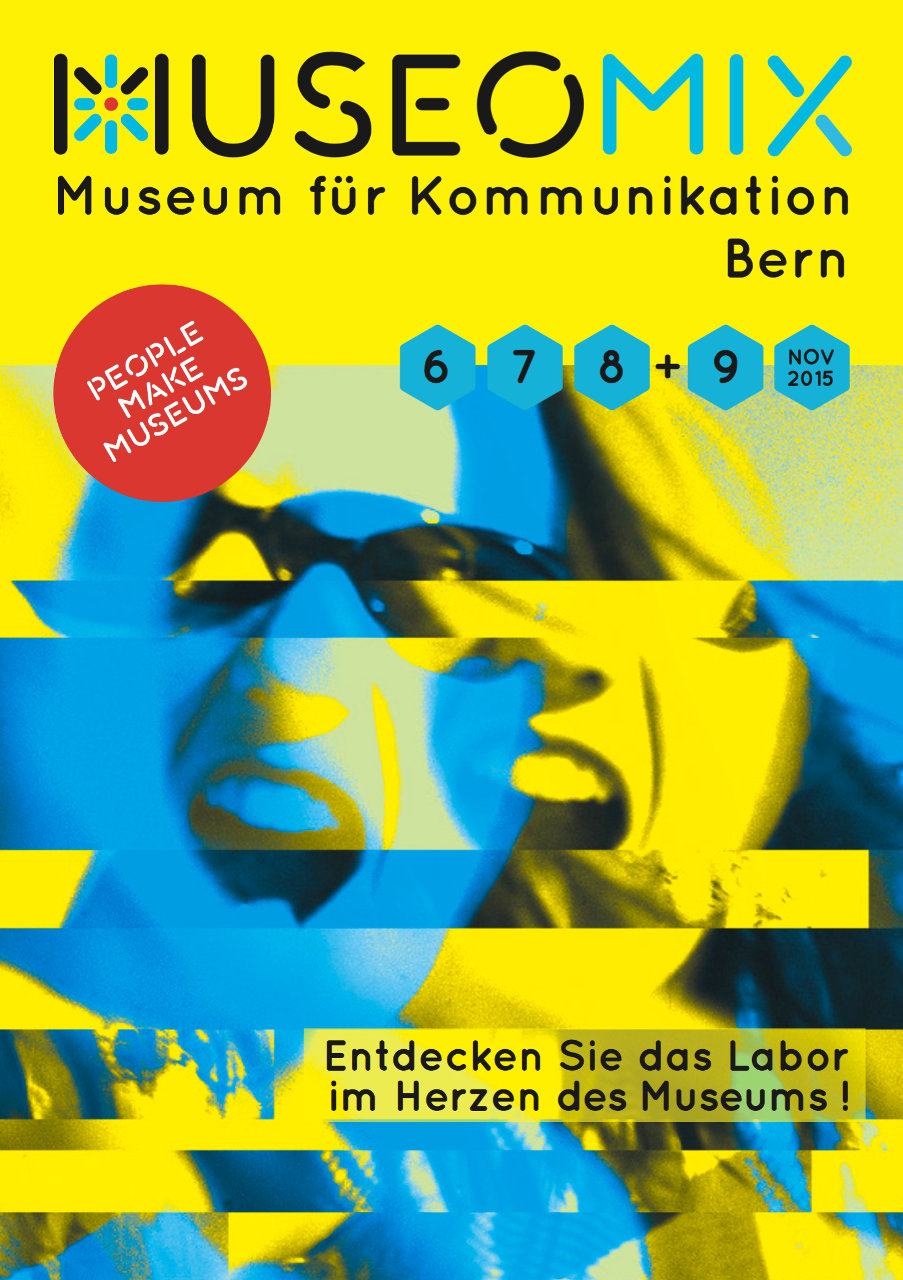 MUSEOMIX
Museum für Kommunikation
Bern
PEOPLE
MAKE
MUSEUMS
6 7 8 + 9 NOV 2015
Entdecken Sie das Labor
im Herzen des Museums !